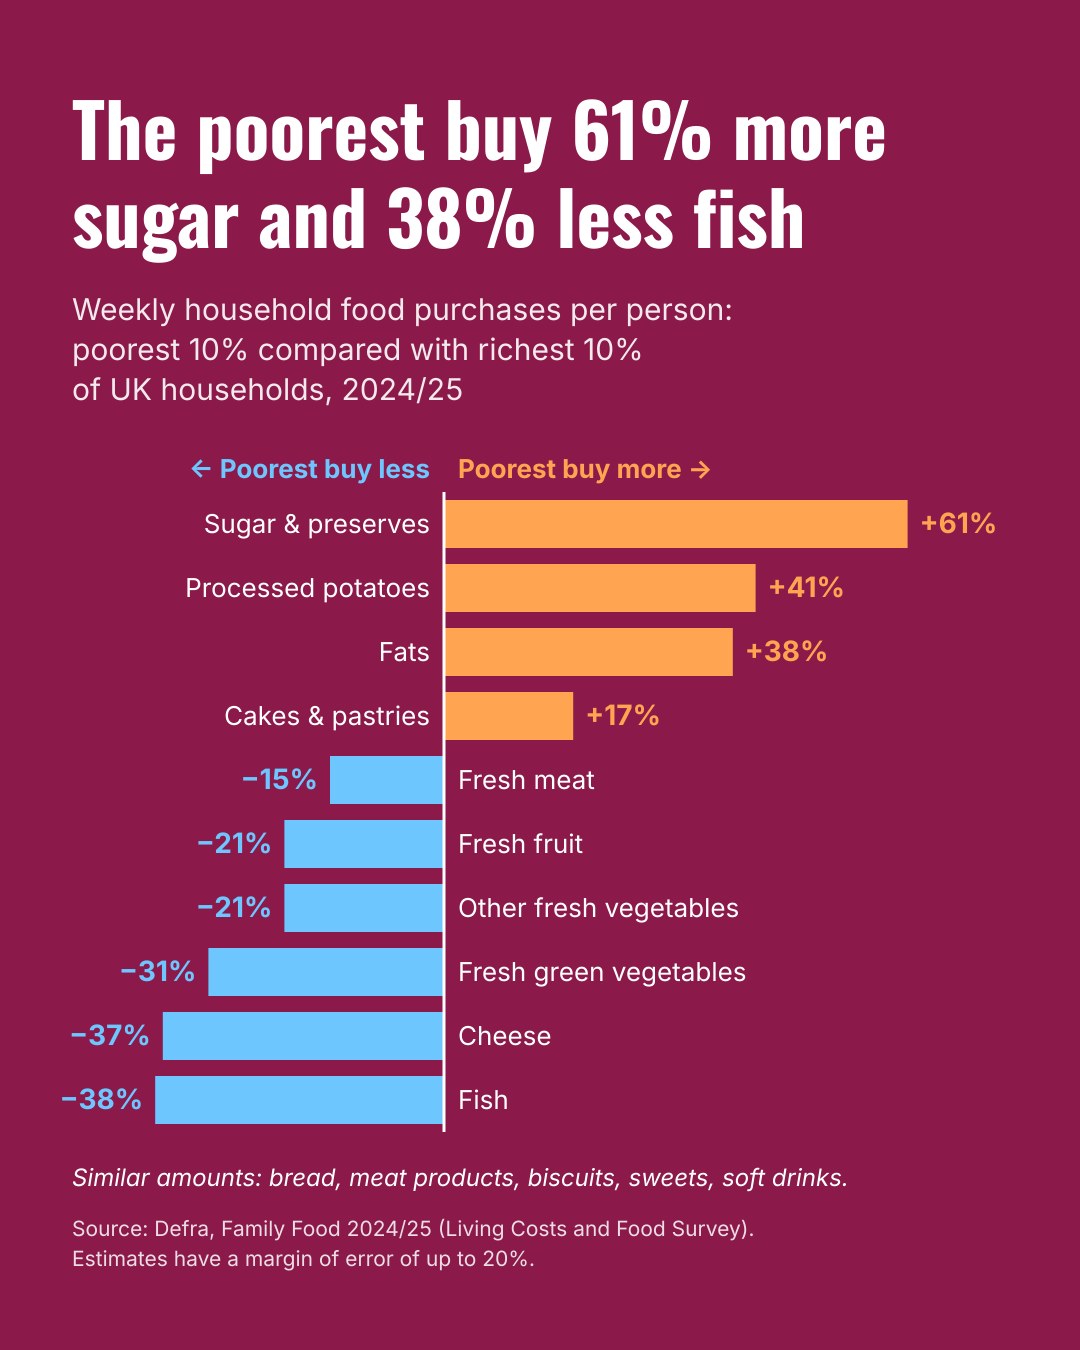 The poorest buy 61% more
sugar and 38% less fish
Weekly household food purchases per person:
poorest 10% compared with richest 10%
of UK households, 2024/25
← Poorest buy less
Poorest buy more →
Sugar & preserves +61%
Processed potatoes +41%
Fats +38%
Cakes & pastries +17%
−15% Fresh meat
−21% Fresh fruit
−21% Other fresh vegetables
−31% Fresh green vegetables
−37% Cheese
−38% Fish
Similar amounts: bread, meat products, biscuits, sweets, soft drinks.
Source: Defra, Family Food 2024/25 (Living Costs and Food Survey).
Estimates have a margin of error of up to 20%.